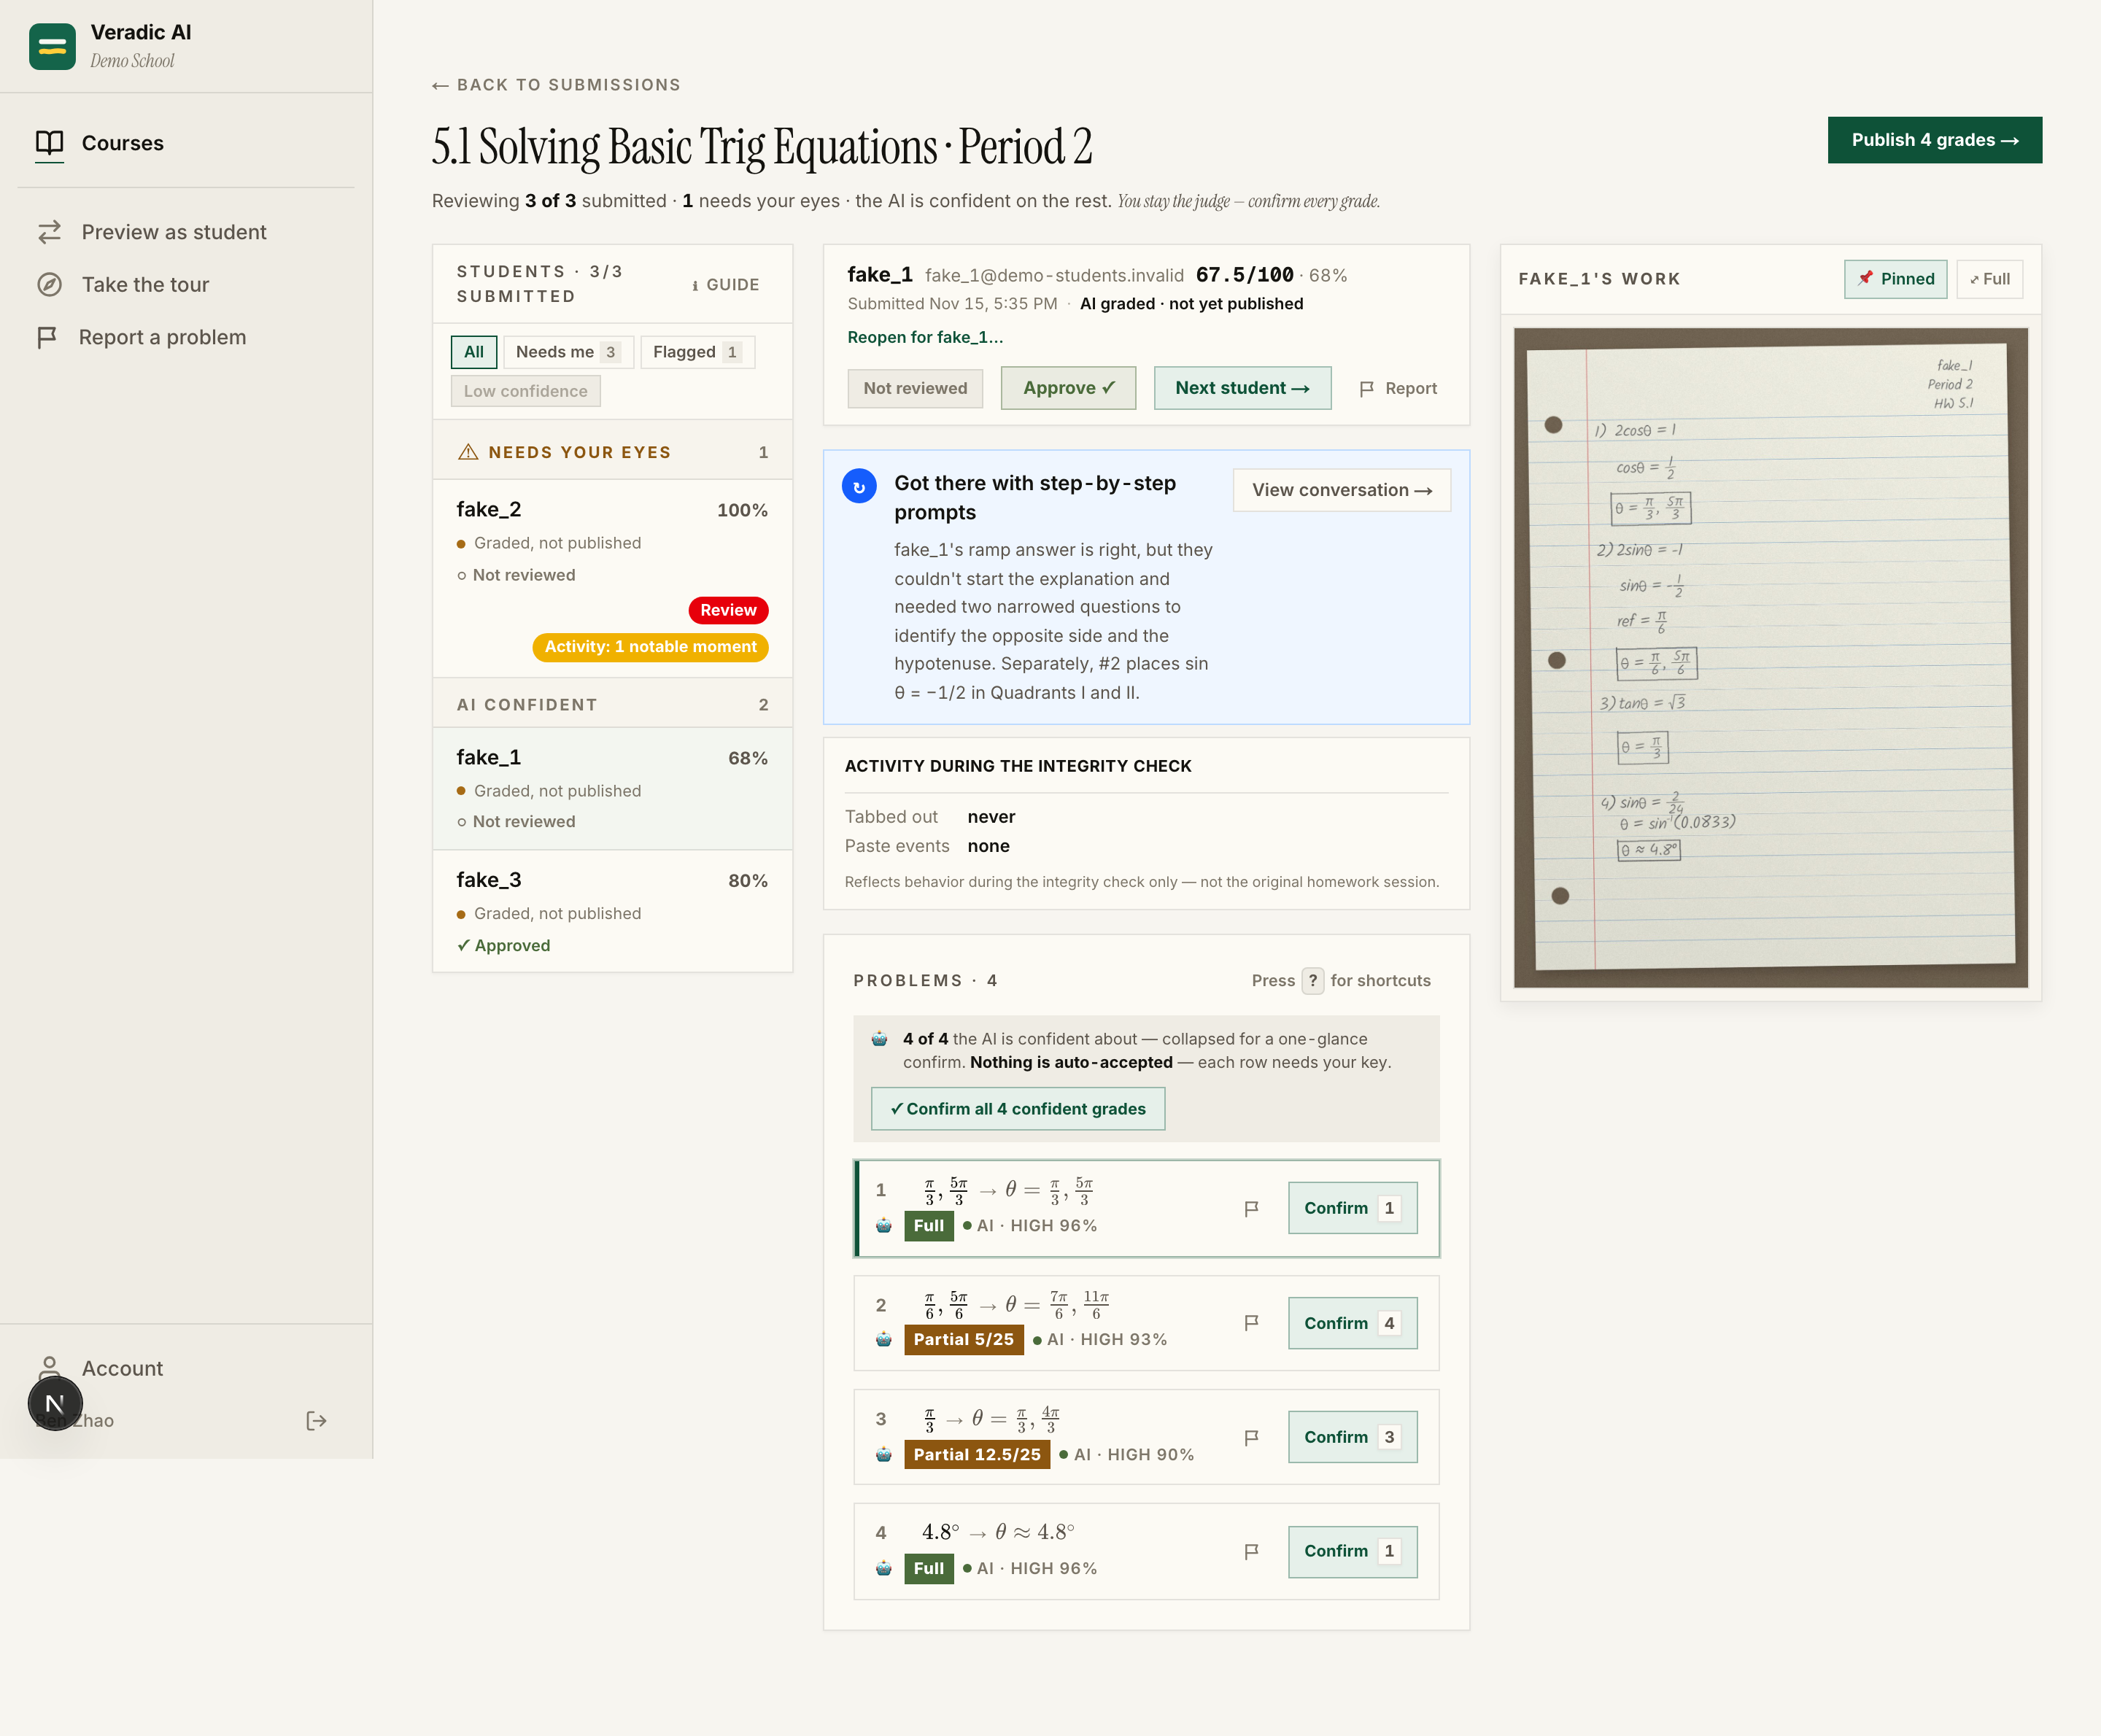 Veradic AI
Demo School
Courses
Preview as student
Take the tour
Report a problem
Account
Zhao
N
← BACK TO SUBMISSIONS
5.1 Solving Basic Trig Equations · Period 2
Publish 4 grades →
Reviewing 3 of 3 submitted · 1 needs your eyes · the AI is confident on the rest. You stay the judge — confirm every grade.
STUDENTS · 3/3
SUBMITTED
i GUIDE
All
Needs me 3
Flagged 1
Low confidence
⚠ NEEDS YOUR EYES 1
fake_2 100%
Graded, not published
Not reviewed
Review
Activity: 1 notable moment
AI CONFIDENT 2
fake_1 68%
Graded, not published
Not reviewed
fake_3 80%
Graded, not published
✓ Approved
fake_1 fake_1@demo-students.invalid 67.5/100 · 68%
Submitted Nov 15, 5:35 PM · AI graded · not yet published
Reopen for fake_1...
Not reviewed
Approve ✓
Next student →
Report
Got there with step-by-step
prompts
View conversation →
fake_1's ramp answer is right, but they
couldn't start the explanation and
needed two narrowed questions to
identify the opposite side and the
hypotenuse. Separately, #2 places sin
θ = −1/2 in Quadrants I and II.
ACTIVITY DURING THE INTEGRITY CHECK
Tabbed out never
Paste events none
Reflects behavior during the integrity check only — not the original homework session.
PROBLEMS · 4
Press ? for shortcuts
4 of 4 the AI is confident about — collapsed for a one-glance
confirm. Nothing is auto-accepted — each row needs your key.
✓ Confirm all 4 confident grades
1 π/3, 5π/3 → θ = π/3, 5π/3
Full AI · HIGH 96%
Confirm 1
2 π/6, 5π/6 → θ = 7π/6, 11π/6
Partial 5/25 AI · HIGH 93%
Confirm 4
3 π/3 → θ = π/3, 4π/3
Partial 12.5/25 AI · HIGH 90%
Confirm 3
4 4.8° → θ ≈ 4.8°
Full AI · HIGH 96%
Confirm 1
FAKE_1'S WORK
Pinned
Full
fake_1
Period 2
HW 5.1
1) 2cosθ = 1
cosθ = 1/2
θ = π/3, 5π/3
2) 2sinθ = -1
sinθ = -1/2
ref = π/6
θ = π/6, 5π/6
3) tanθ = √3
θ = π/3
4) sinθ = 2/24
θ = sin⁻¹(0.0833)
θ ≈ 4.8°